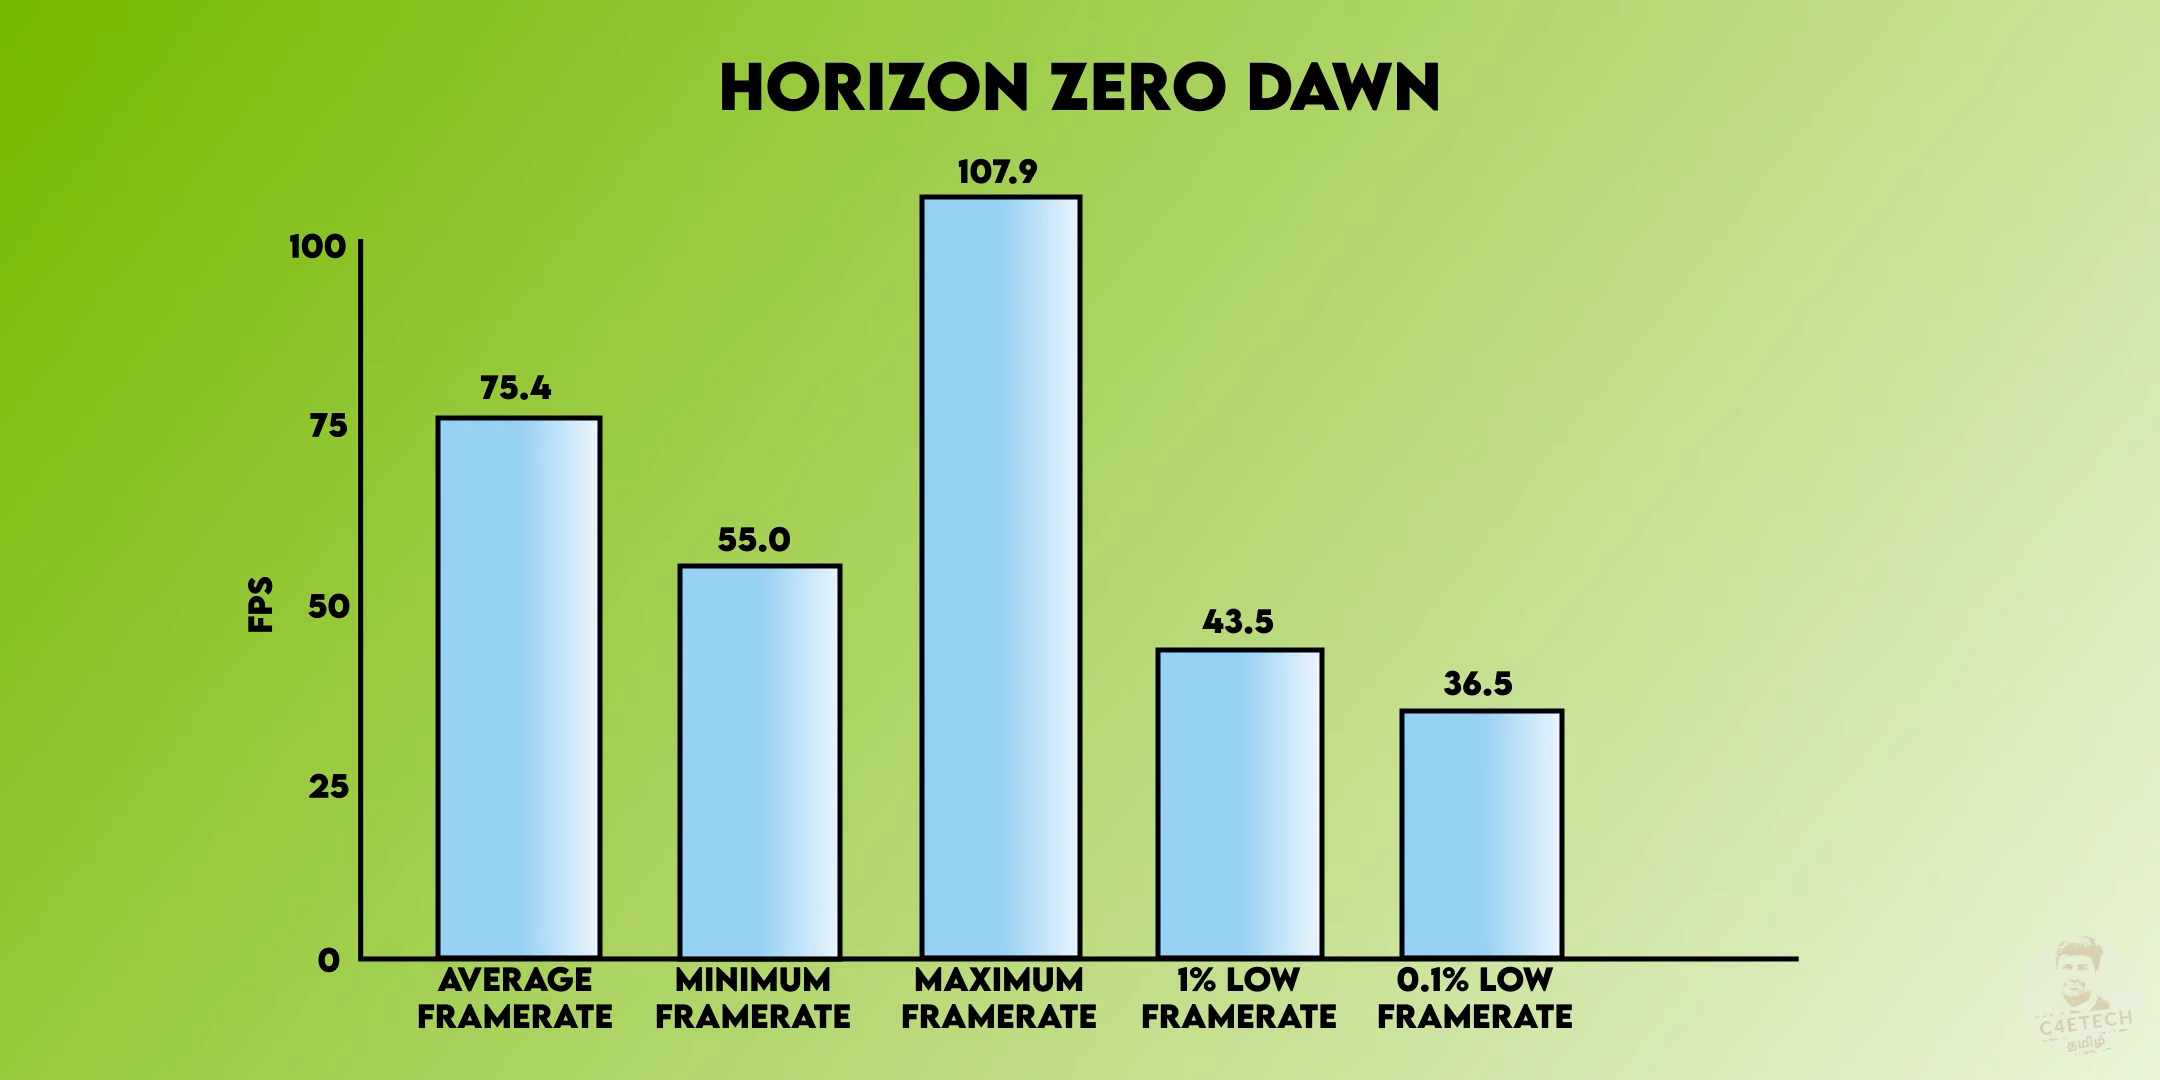 HORIZON ZERO DAWN
107.9
100
75.4
75
55.0
FPS
50
43.5
36.5
25
0
AVERAGE
FRAMERATE
MINIMUM
FRAMERATE
MAXIMUM
FRAMERATE
1% LOW
FRAMERATE
0.1% LOW
FRAMERATE
C4ETECH
தமிழ்